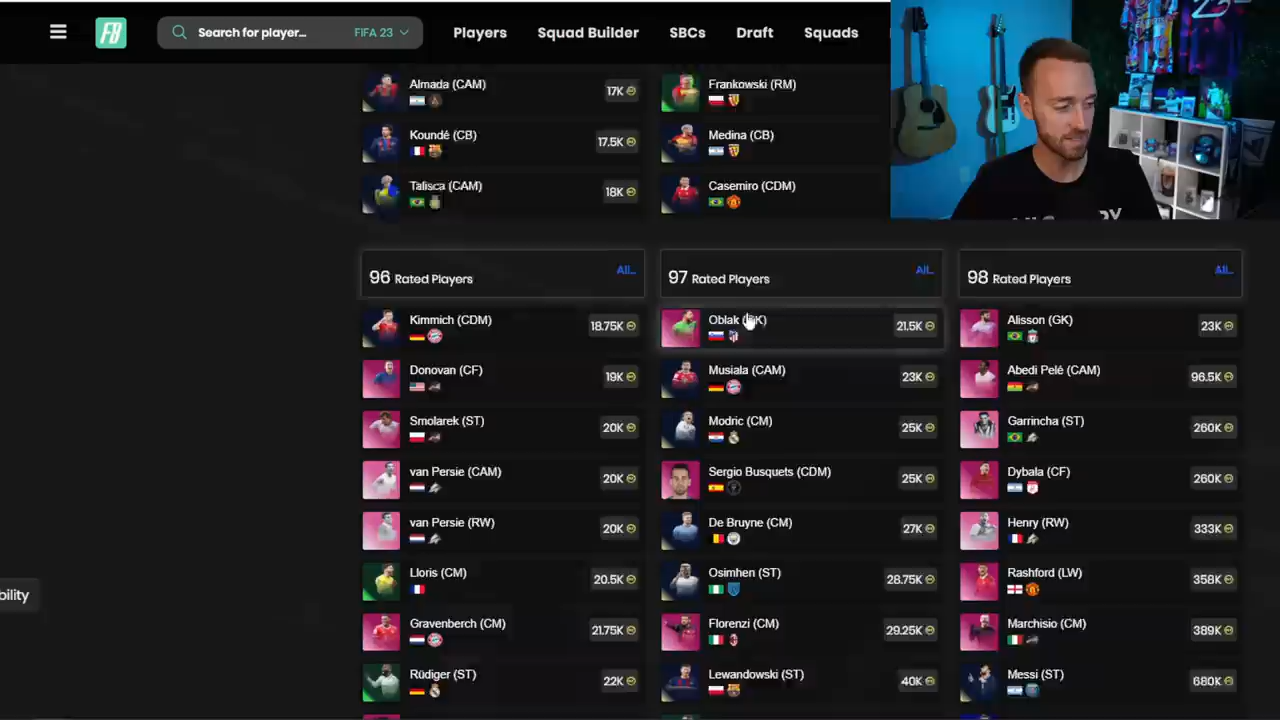 FB
Search for player...
FIFA 23
Players
Squad Builder
SBCs
Draft
Squads
Almada (CAM)
17K
Frankowski (RM)
Koundé (CB)
17.5K
Medina (CB)
Talisca (CAM)
18K
Casemiro (CDM)
96 Rated Players
All..
97 Rated Players
All..
98 Rated Players
All..
Kimmich (CDM)
18.75K
Oblak
21.5K
Alisson (GK)
23K
Donovan (CF)
19K
Musiala (CAM)
23K
Abedi Pelé (CAM)
96.5K
Smolarek (ST)
20K
Modric (CM)
25K
Garrincha (ST)
260K
van Persie (CAM)
20K
Sergio Busquets (CDM)
25K
Dybala (CF)
260K
van Persie (RW)
20K
De Bruyne (CM)
27K
Henry (RW)
333K
Lloris (CM)
20.5K
Osimhen (ST)
28.75K
Rashford (LW)
358K
bility
Gravenberch (CM)
21.75K
Florenzi (CM)
29.25K
Marchisio (CM)
389K
Rüdiger (ST)
22K
Lewandowski (ST)
40K
Messi (ST)
680K